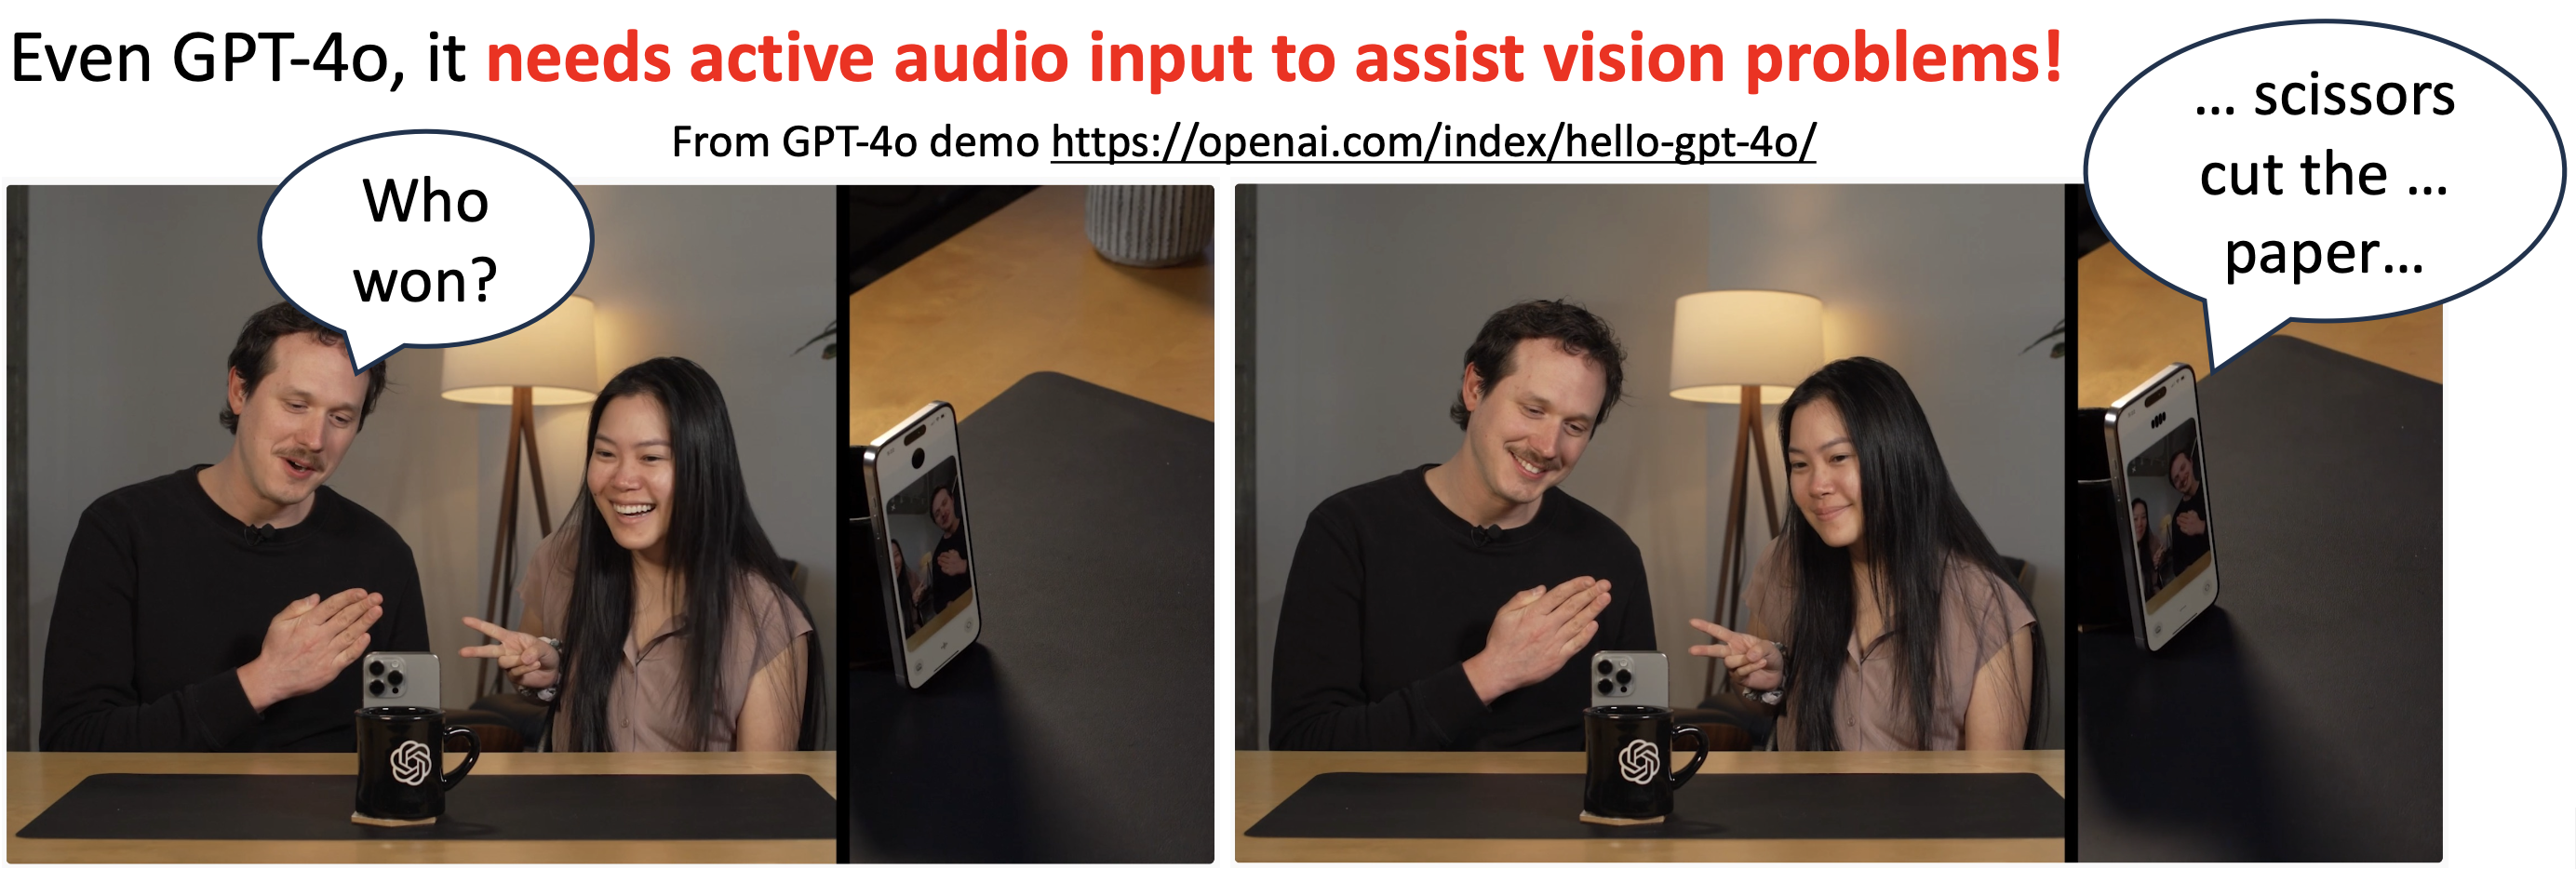 Even GPT-4o, it needs active audio input to assist vision problems!
From GPT-4o demo https://openai.com/index/hello-gpt-4o/
Who
won?
... scissors
cut the ...
paper...